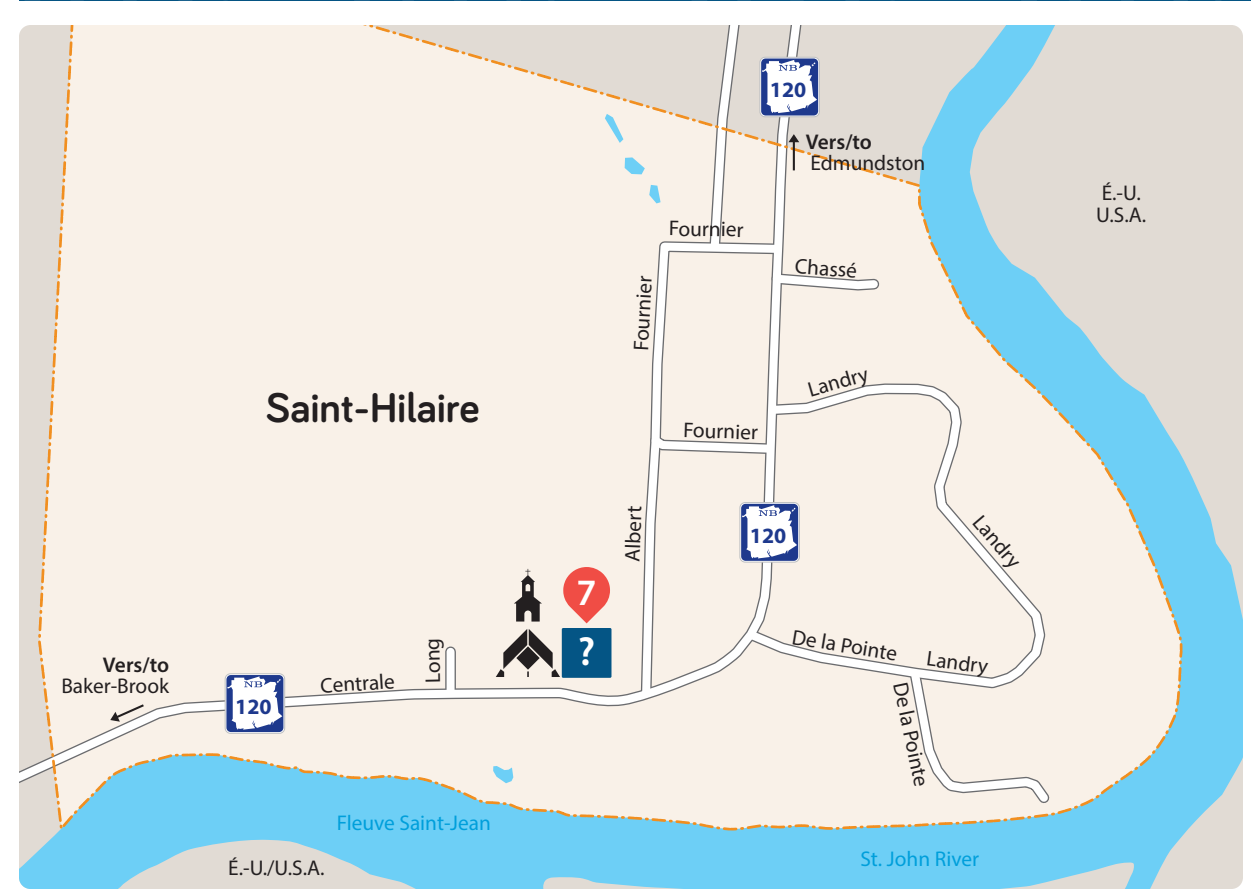 NB
120
Vers/to
Edmundston
É.-U.
U.S.A.
Fournier
Chassé
Fournier
Landry
Saint-Hilaire
Fournier
NB
120
Albert
Landry
7
?
De la Pointe
Landry
Long
Vers/to
Baker-Brook
Centrale
NB
120
De la Pointe
Fleuve Saint-Jean
St. John River
É.-U./U.S.A.